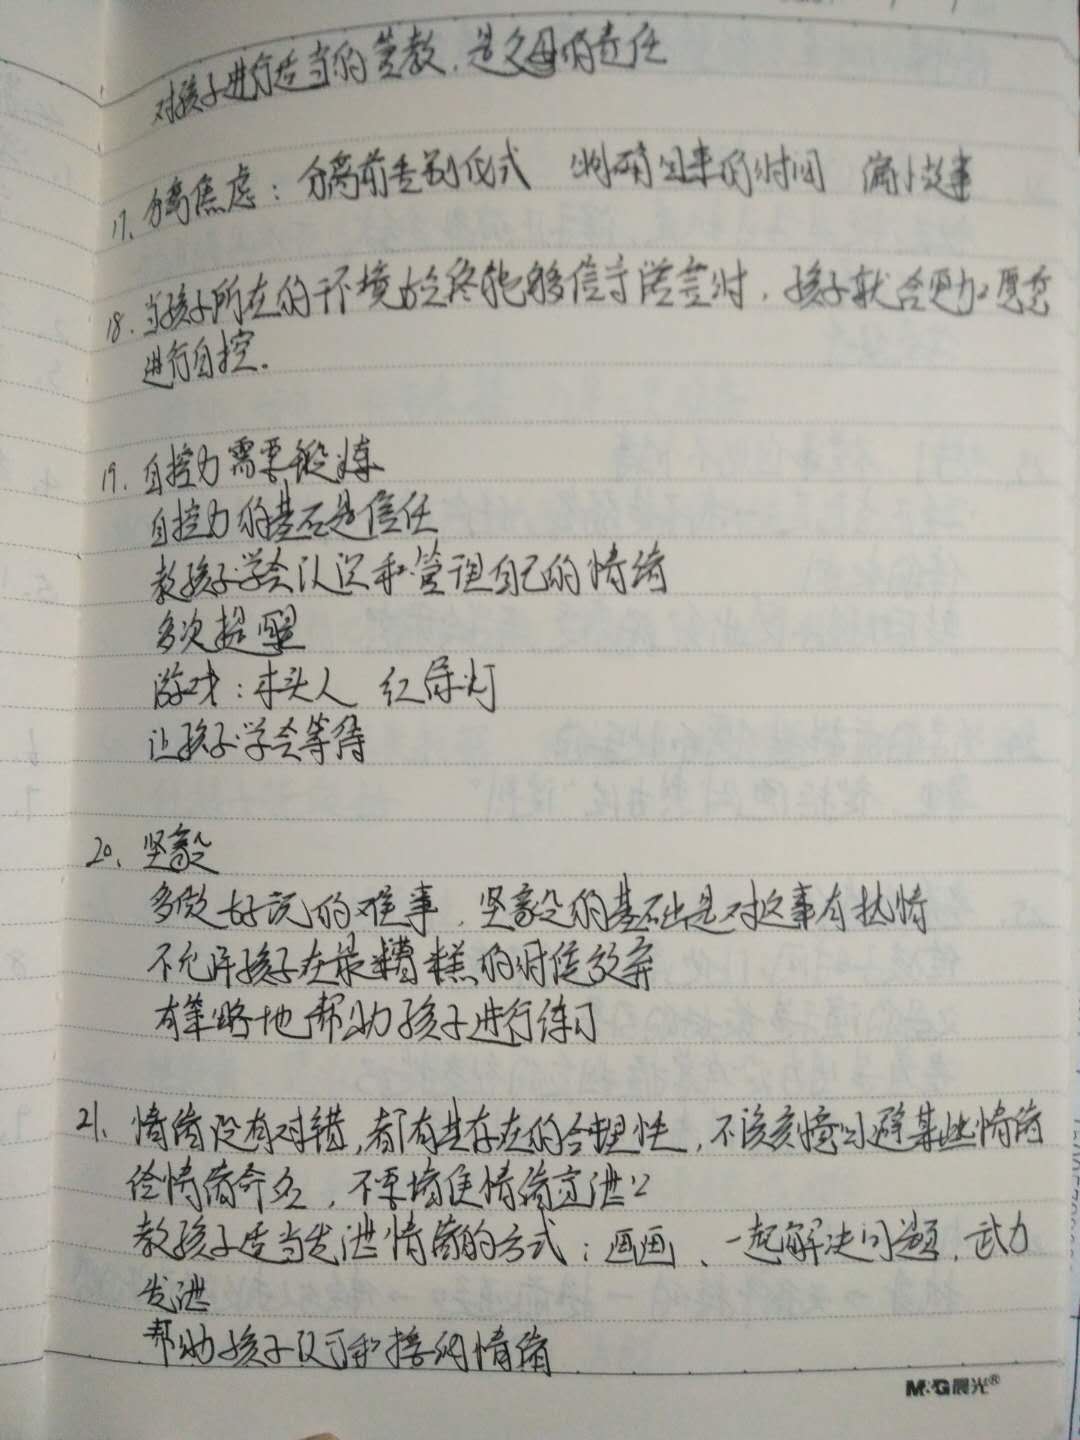 对孩子进行适当的管教,是父母的责任
17、分离焦虑:分离前告别仪式 明确回来的时间 编小故事
18、当孩子所在的环境始终能够信守诺言时,孩子就会更加愿意
进行自控.
19、自控力需要锻炼
自控力的基石是信任
教孩子学会认识和管理自己的情绪
多次提醒
游戏:木头人 红绿灯
让孩子学会等待
20、坚毅
多做好玩的难事,坚毅的基础是对这事有热情
不允许孩子在最糟糕的时候放弃
有策略地帮助孩子进行练习
21、情绪没有对错,都有其存在的合理性,不该刻意回避某些情绪
给情绪命名,不要堵住情绪宣泄口
教孩子适当发泄情绪的方式:画画、一起解决问题,武力
发泄
帮助孩子认可和接纳情绪
M&G晨光®